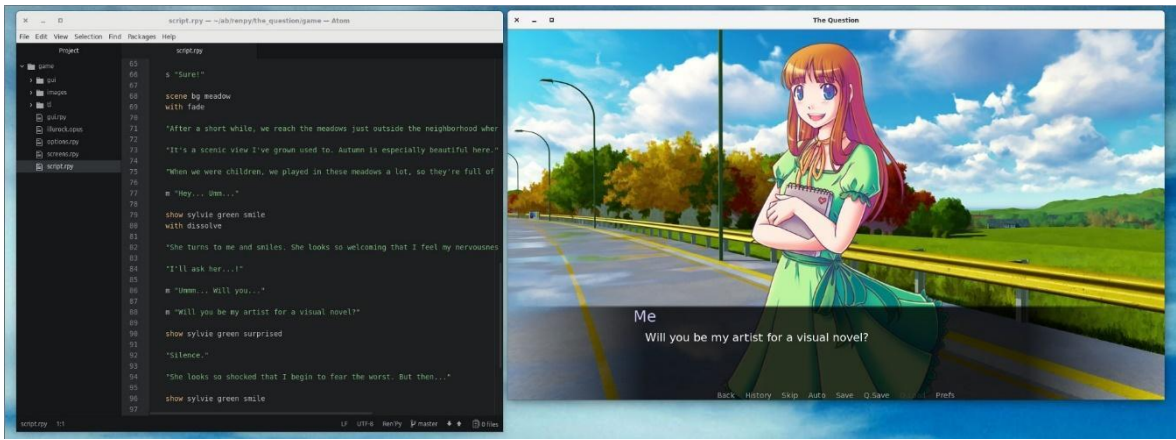 script.rpy — ~/ab/renpy/the_question/game — Atom
File Edit View Selection Find Packages Help
Project
script.rpy
game
gui
images
tl
gui.rpy
illurock.opus
options.rpy
screens.rpy
script.rpy
65
66 s "Sure!"
67
68 scene bg meadow
69 with fade
70
71 "After a short while, we reach the meadows just outside the neighborhood wher
72
73 "It's a scenic view I've grown used to. Autumn is especially beautiful here."
74
75 "When we were children, we played in these meadows a lot, so they're full of
76
77 m "Hey... Umm..."
78
79 show sylvie green smile
80 with dissolve
81
82 "She turns to me and smiles. She looks so welcoming that I feel my nervousnes
83
84 "I'll ask her...!"
85
86 m "Ummm... Will you..."
87
88 m "Will you be my artist for a visual novel?"
89
90 show sylvie green surprised
91
92 "Silence."
93
94 "She looks so shocked that I begin to fear the worst. But then..."
95
96 show sylvie green smile
97
script.rpy 1:1 LF UTF-8 Ren'Py master 0 files
The Question
Me
Will you be my artist for a visual novel?
Back History Skip Auto Save Q.Save Prefs